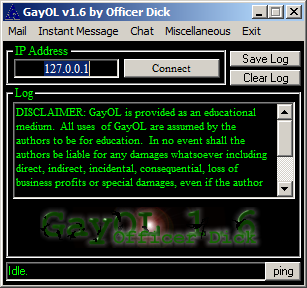 GayOL v1.6 by Officer Dick
Mail Instant Message Chat Miscellaneous Exit
IP Address
127.0.0.1 Connect
Save Log
Clear Log
Log
DISCLAIMER: GayOL is provided as an educational
medium. All uses of GayOL are assumed by the
authors to be for education. In no event shall the
authors be liable for any damages whatsoever including
direct, indirect, incidental, consequential, loss of
business profits or special damages, even if the author
GayOL 1.6
By Officer Dick
Idle. ping